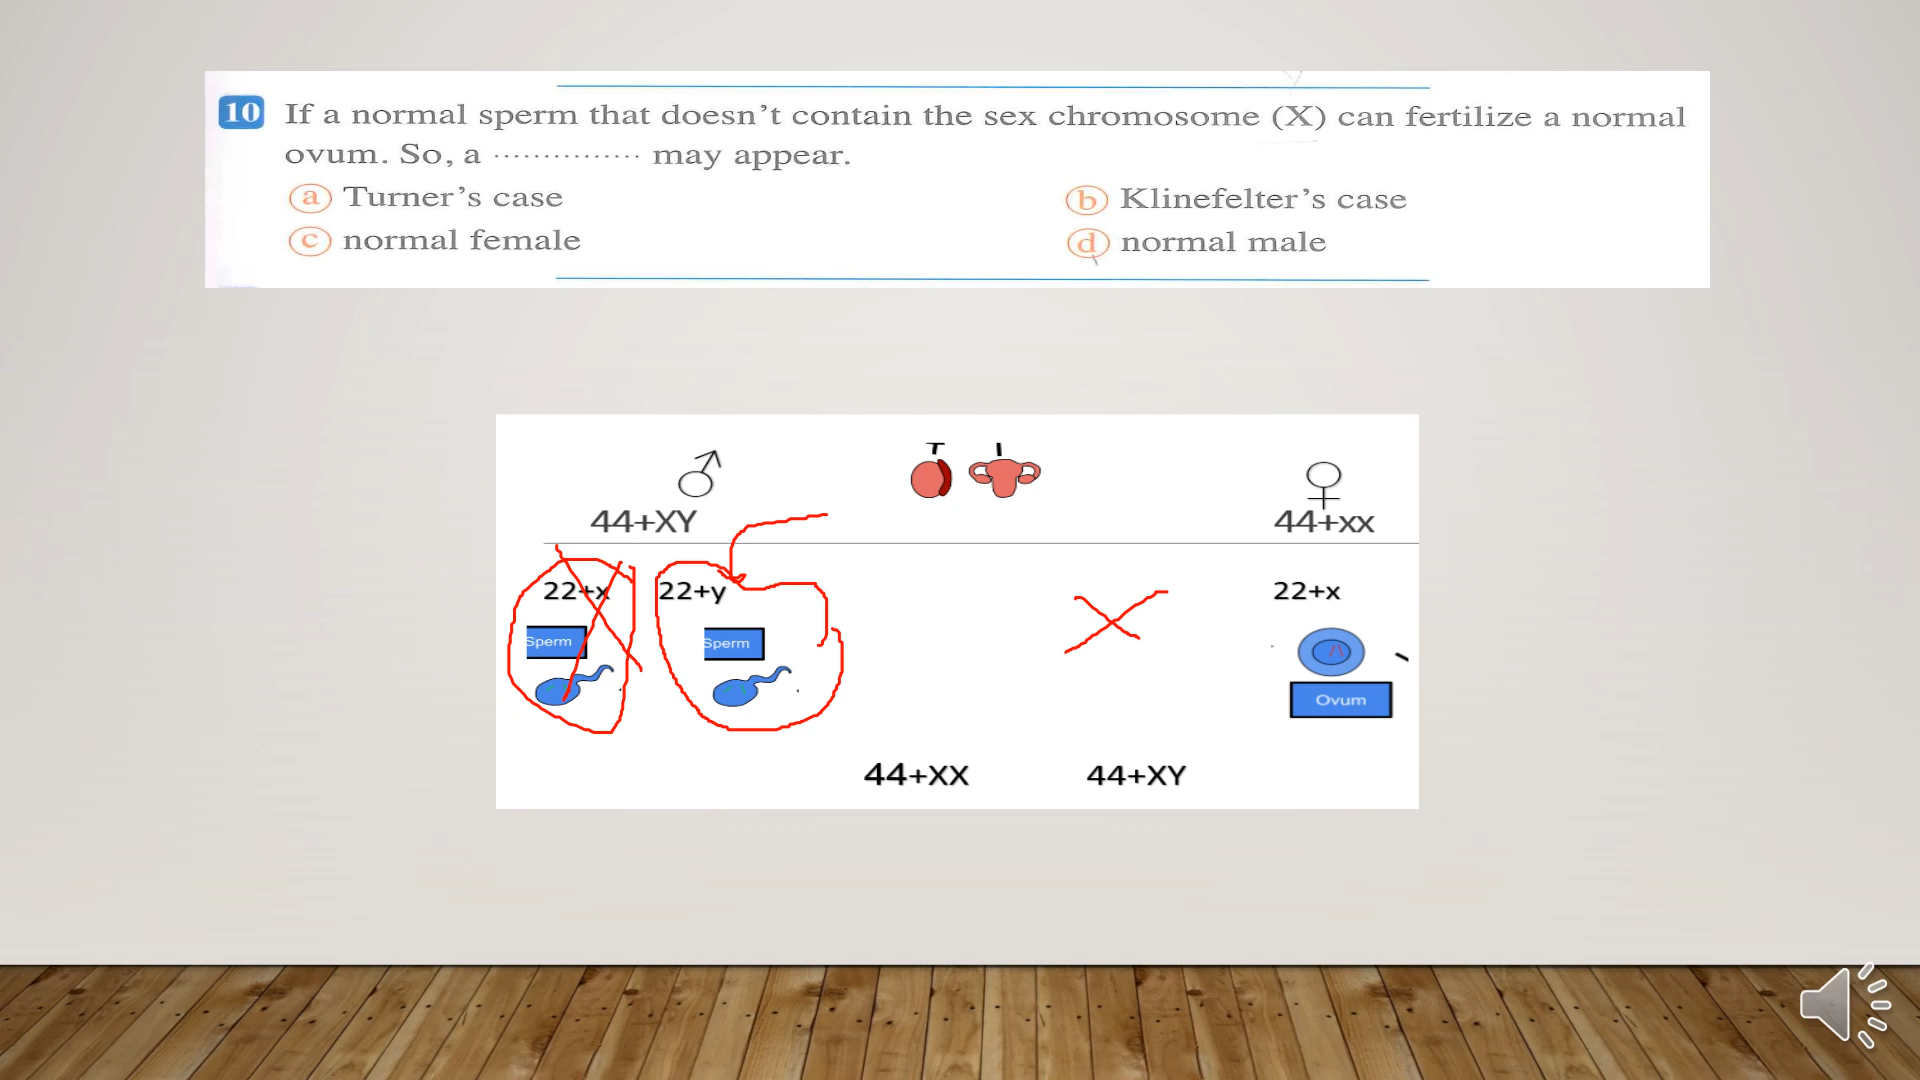 10 If a normal sperm that doesn't contain the sex chromosome (X) can fertilize a normal
ovum. So, a ............... may appear.
a Turner's case
b Klinefelter's case
c normal female
d normal male
44+XY
44+xx
22+x
22+y
22+x
Sperm
Sperm
Ovum
44+XX
44+XY